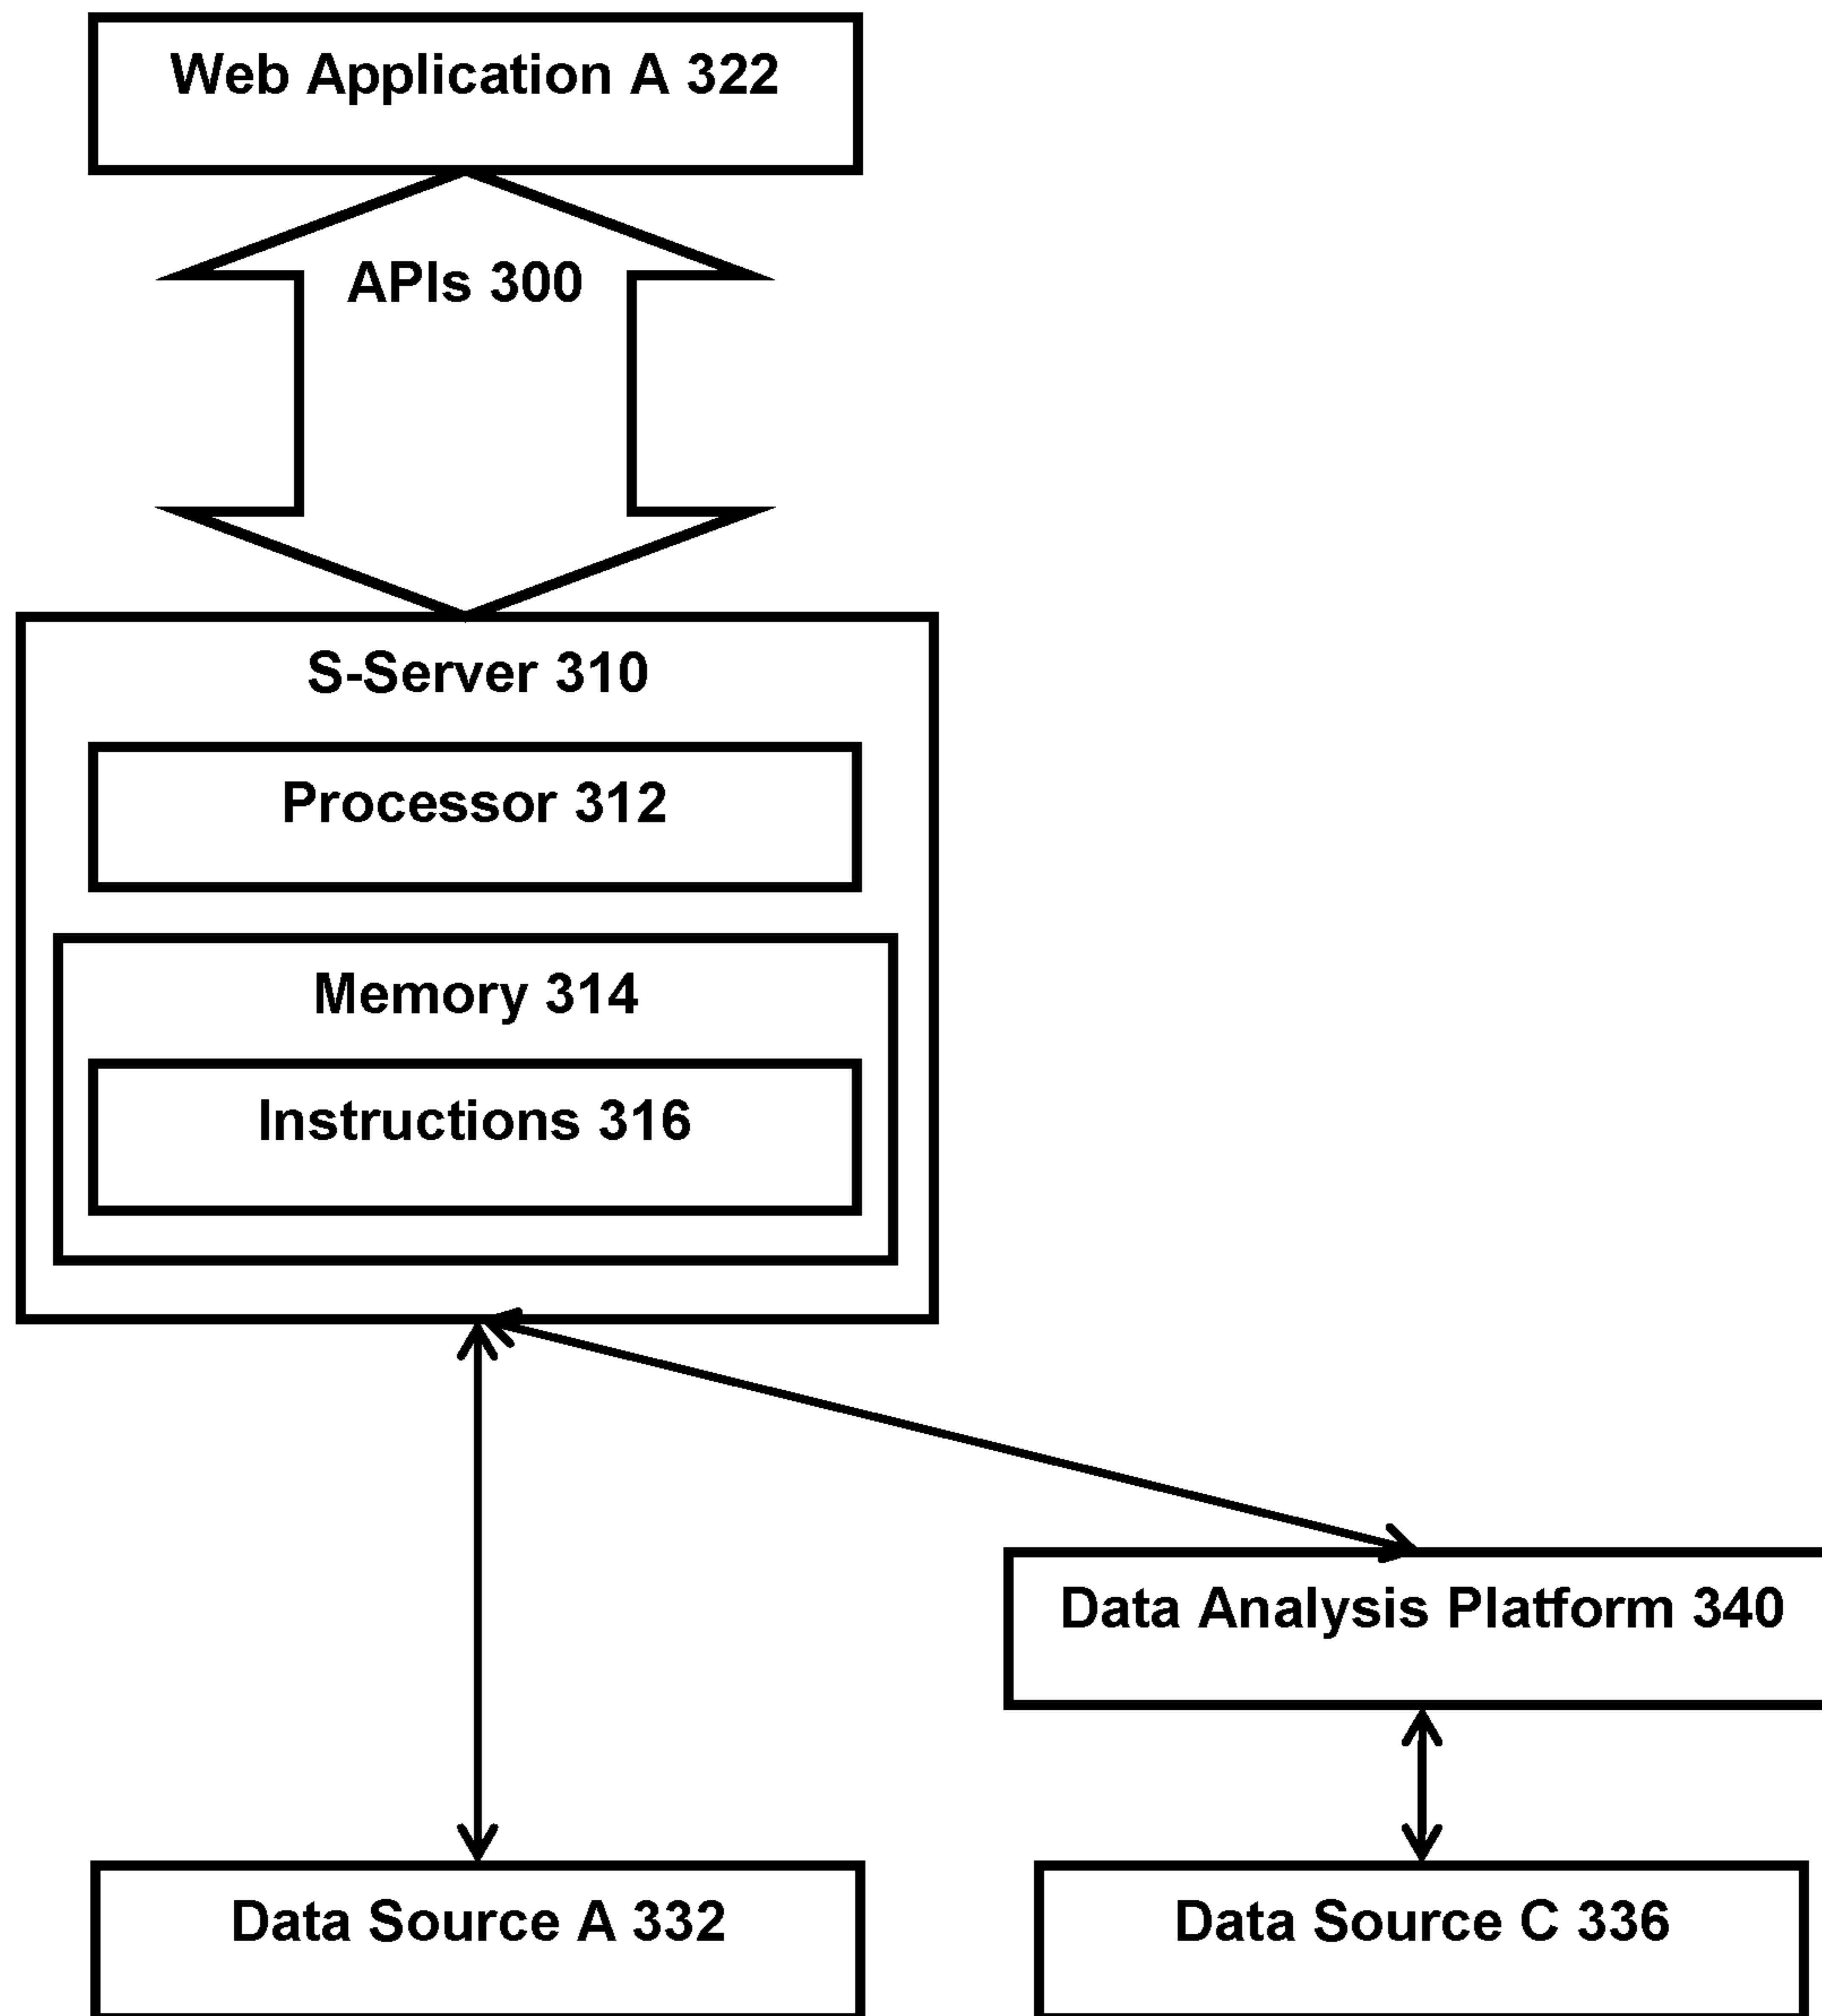 Web Application A 322
APIs 300
S-Server 310
Processor 312
Memory 314
Instructions 316
Data Analysis Platform 340
Data Source A 332
Data Source C 336